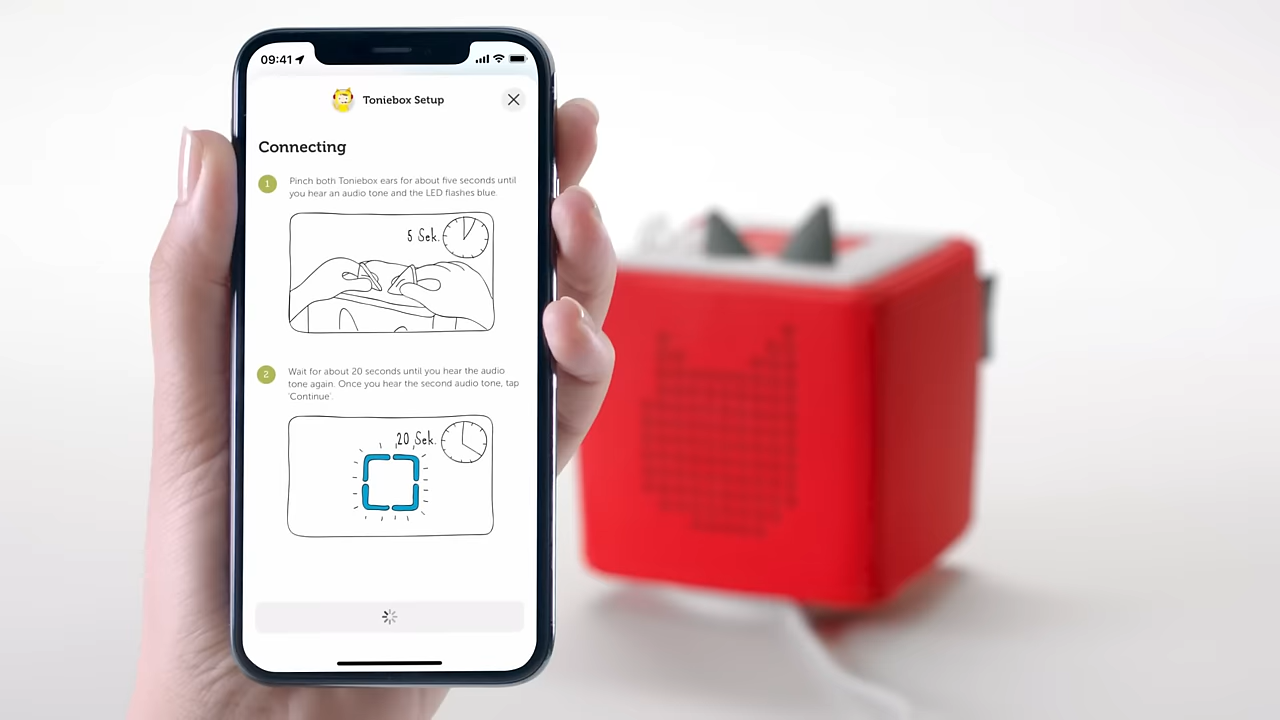 09:41
Toniebox Setup
Connecting
1
Pinch both Toniebox ears for about five seconds until
you hear an audio tone and the LED flashes blue.
5 Sek.
2
Wait for about 20 seconds until you hear the audio
tone again. Once you hear the second audio tone, tap
'Continue'.
20 Sek.